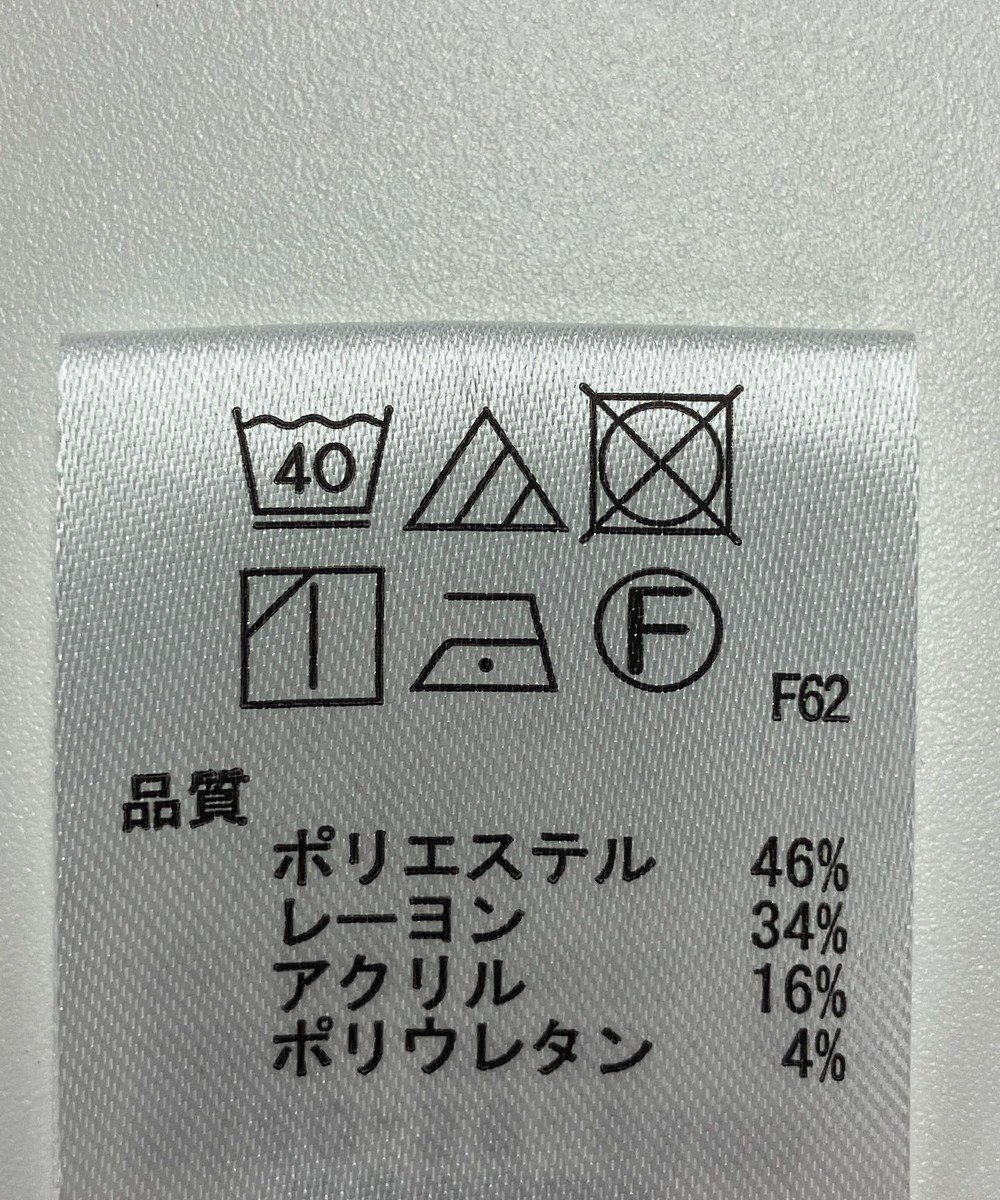 40
F
F62
品質
ポリエステル 46%
レーヨン 34%
アクリル 16%
ポリウレタン 4%